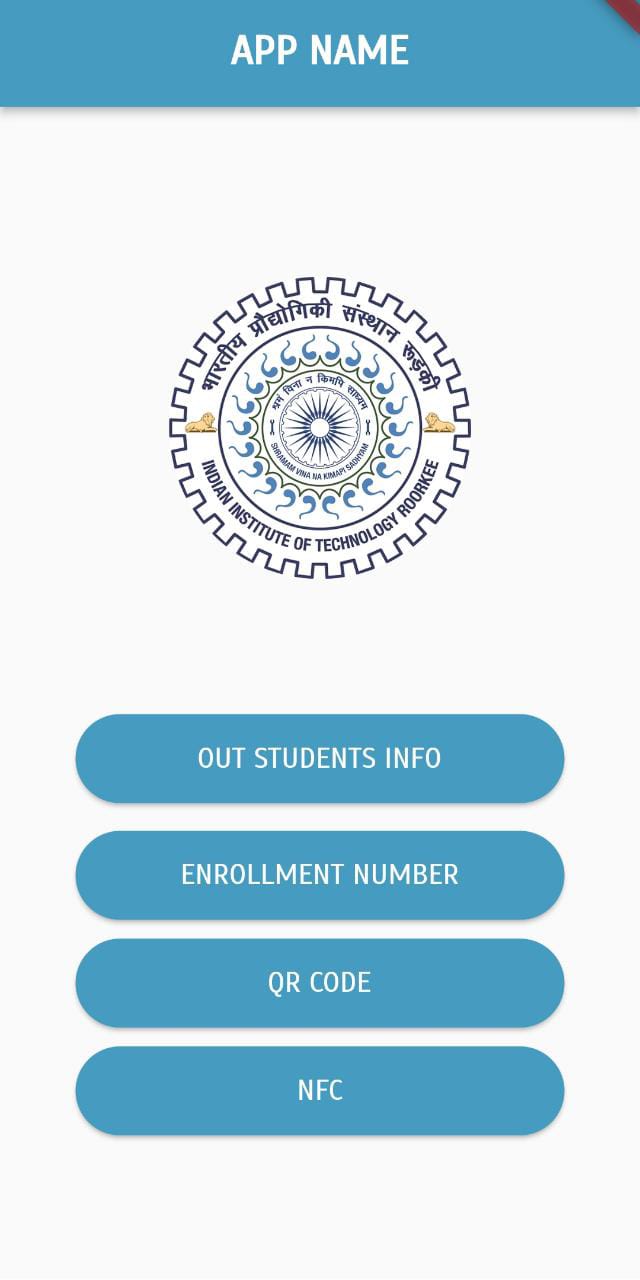 APP NAME
भारतीय प्रौद्योगिकी संस्थान रूड़की
श्रमं विना न किमपि साध्यम
SHRAMAM VINA NA KIMAPI SADHYAM
INDIAN INSTITUTE OF TECHNOLOGY ROORKEE
OUT STUDENTS INFO
ENROLLMENT NUMBER
QR CODE
NFC